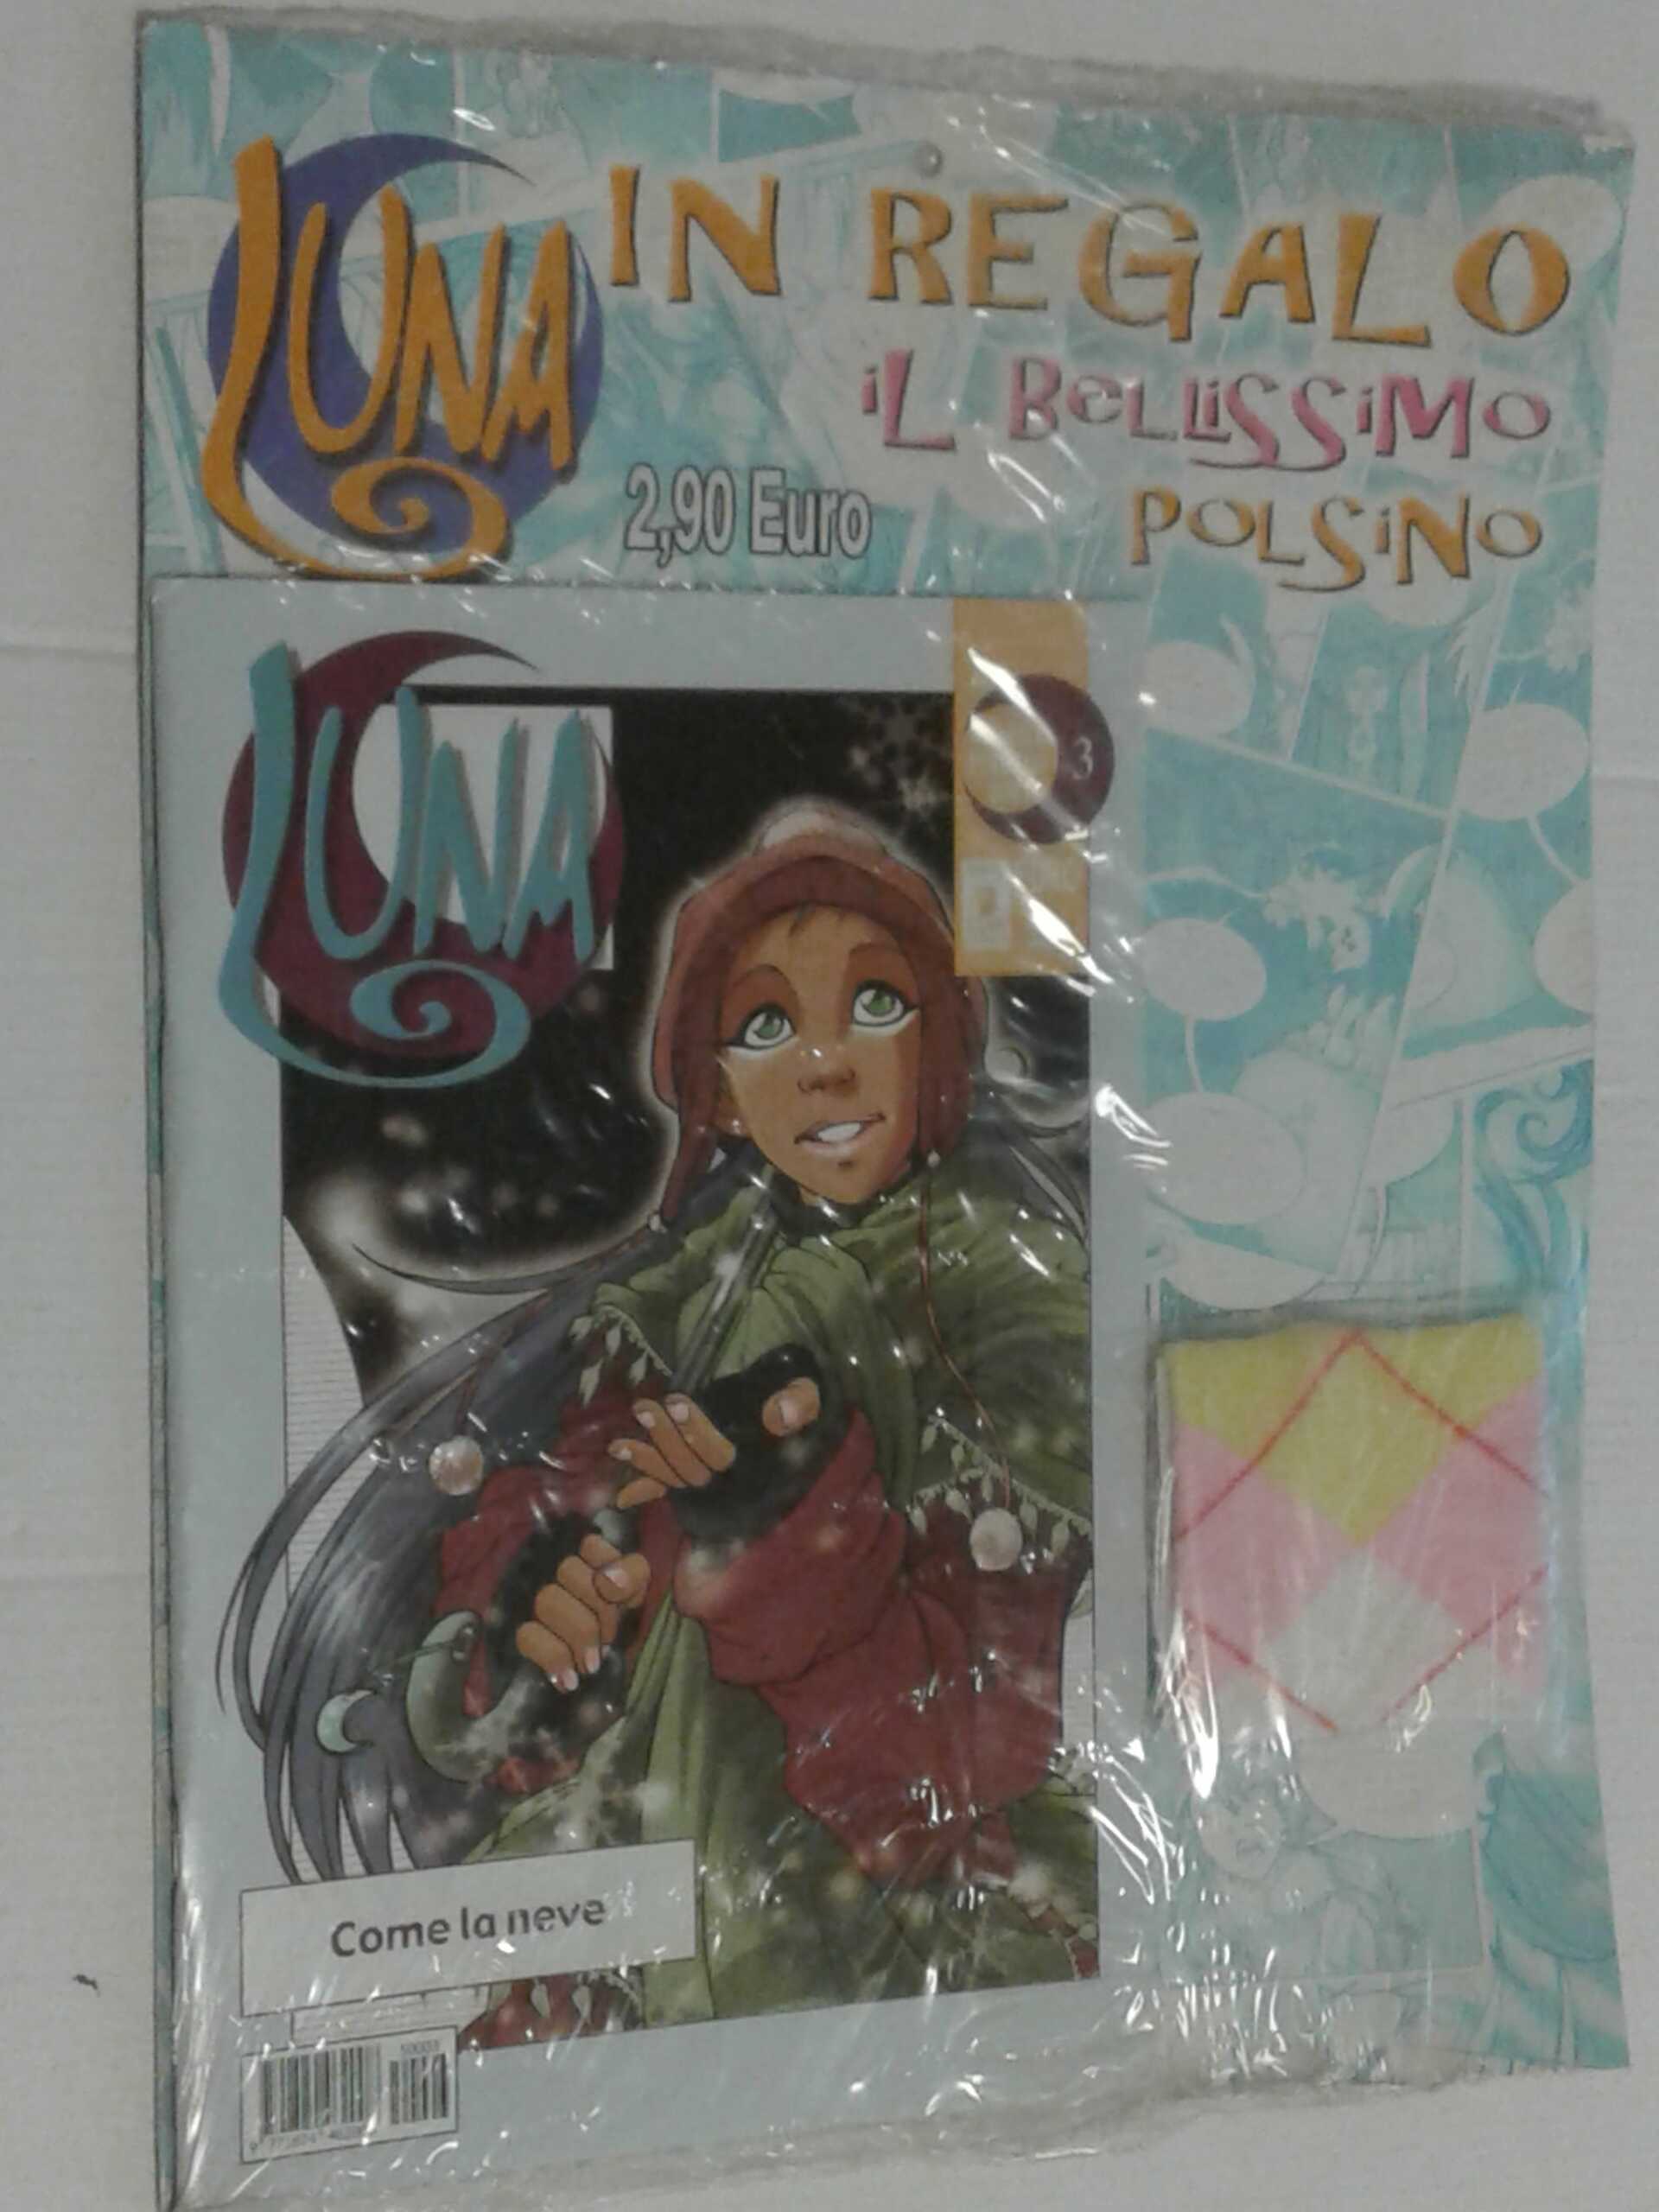 LUNA
IN REGALO
iL BeLLiSSiMO
2,90 Euro
POLSiNO
LUNA
3
Come la neve